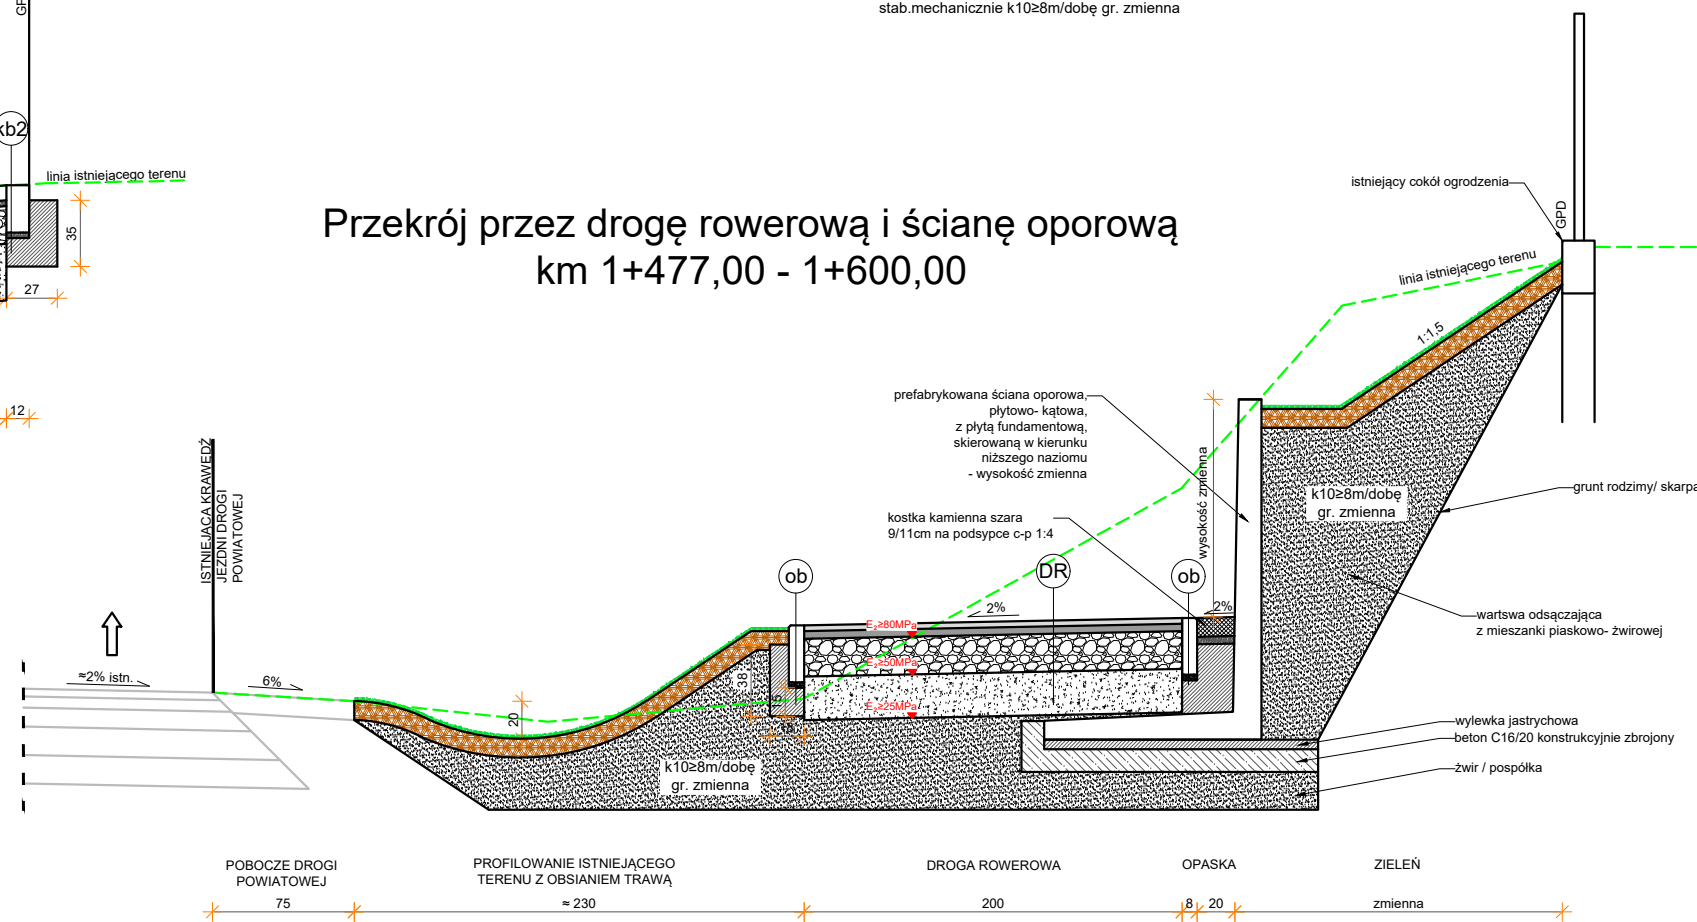 stab.mechanicznie k10≥8m/dobę gr. zmienna
kb2
linia istniejącego terenu
35
27
12
Przekrój przez drogę rowerową i ścianę oporową
km 1+477,00 - 1+600,00
istniejący cokół ogrodzenia
GPD
linia istniejącego terenu
1:1,5
prefabrykowana ściana oporowa,
płytowo- kątowa,
z płytą fundamentową,
skierowaną w kierunku
niższego naziomu
- wysokość zmienna
wysokość zmienna
k10≥8m/dobę
gr. zmienna
grunt rodzimy/ skarpa
kostka kamienna szara
9/11cm na podsypce c-p 1:4
ISTNIEJĄCA KRAWEDŹ
JEZDNI DROGI
POWIATOWEJ
ob
DR
ob
2%
2%
E₂≥80MPa
E₂≥50MPa
E₂≥25MPa
wartswa odsączająca
z mieszanki piaskowo- żwirowej
≈2% istn.
6%
20
38
5
k10≥8m/dobę
gr. zmienna
wylewka jastrychowa
beton C16/20 konstrukcyjnie zbrojony
żwir / pospółka
POBOCZE DROGI
POWIATOWEJ
PROFILOWANIE ISTNIEJĄCEGO
TERENU Z OBSIANIEM TRAWĄ
DROGA ROWEROWA
OPASKA
ZIELEŃ
75
≈ 230
200
8
20
zmienna